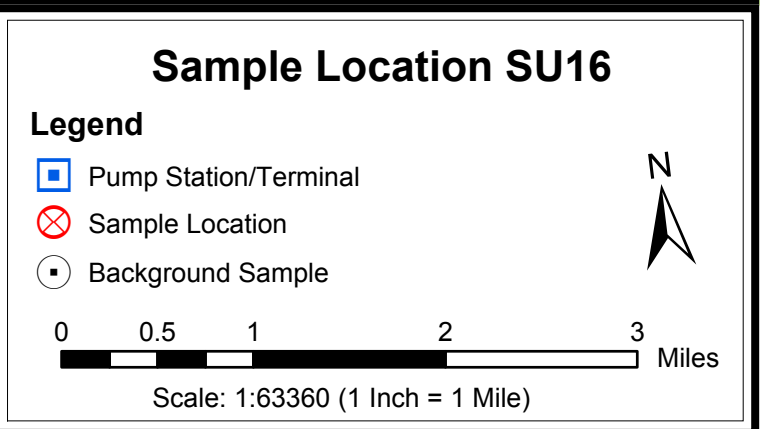 Sample Location SU16
Legend
N
Pump Station/Terminal
Sample Location
Background Sample
0 0.5 1 2 3
Miles
Scale: 1:63360 (1 Inch = 1 Mile)